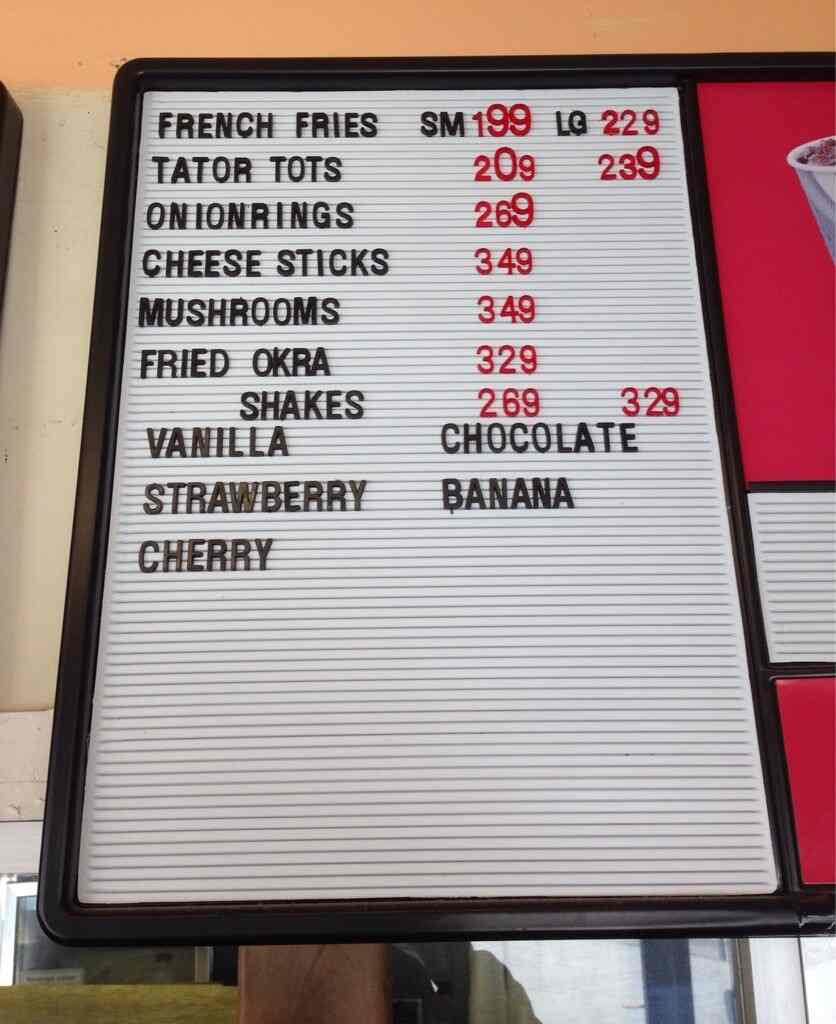 FRENCH FRIES SM 199 LG 229
TATOR TOTS 209 239
ONIONRINGS 269
CHEESE STICKS 349
MUSHROOMS 349
FRIED OKRA 329
SHAKES 269 329
VANILLA CHOCOLATE
STRAWBERRY BANANA
CHERRY